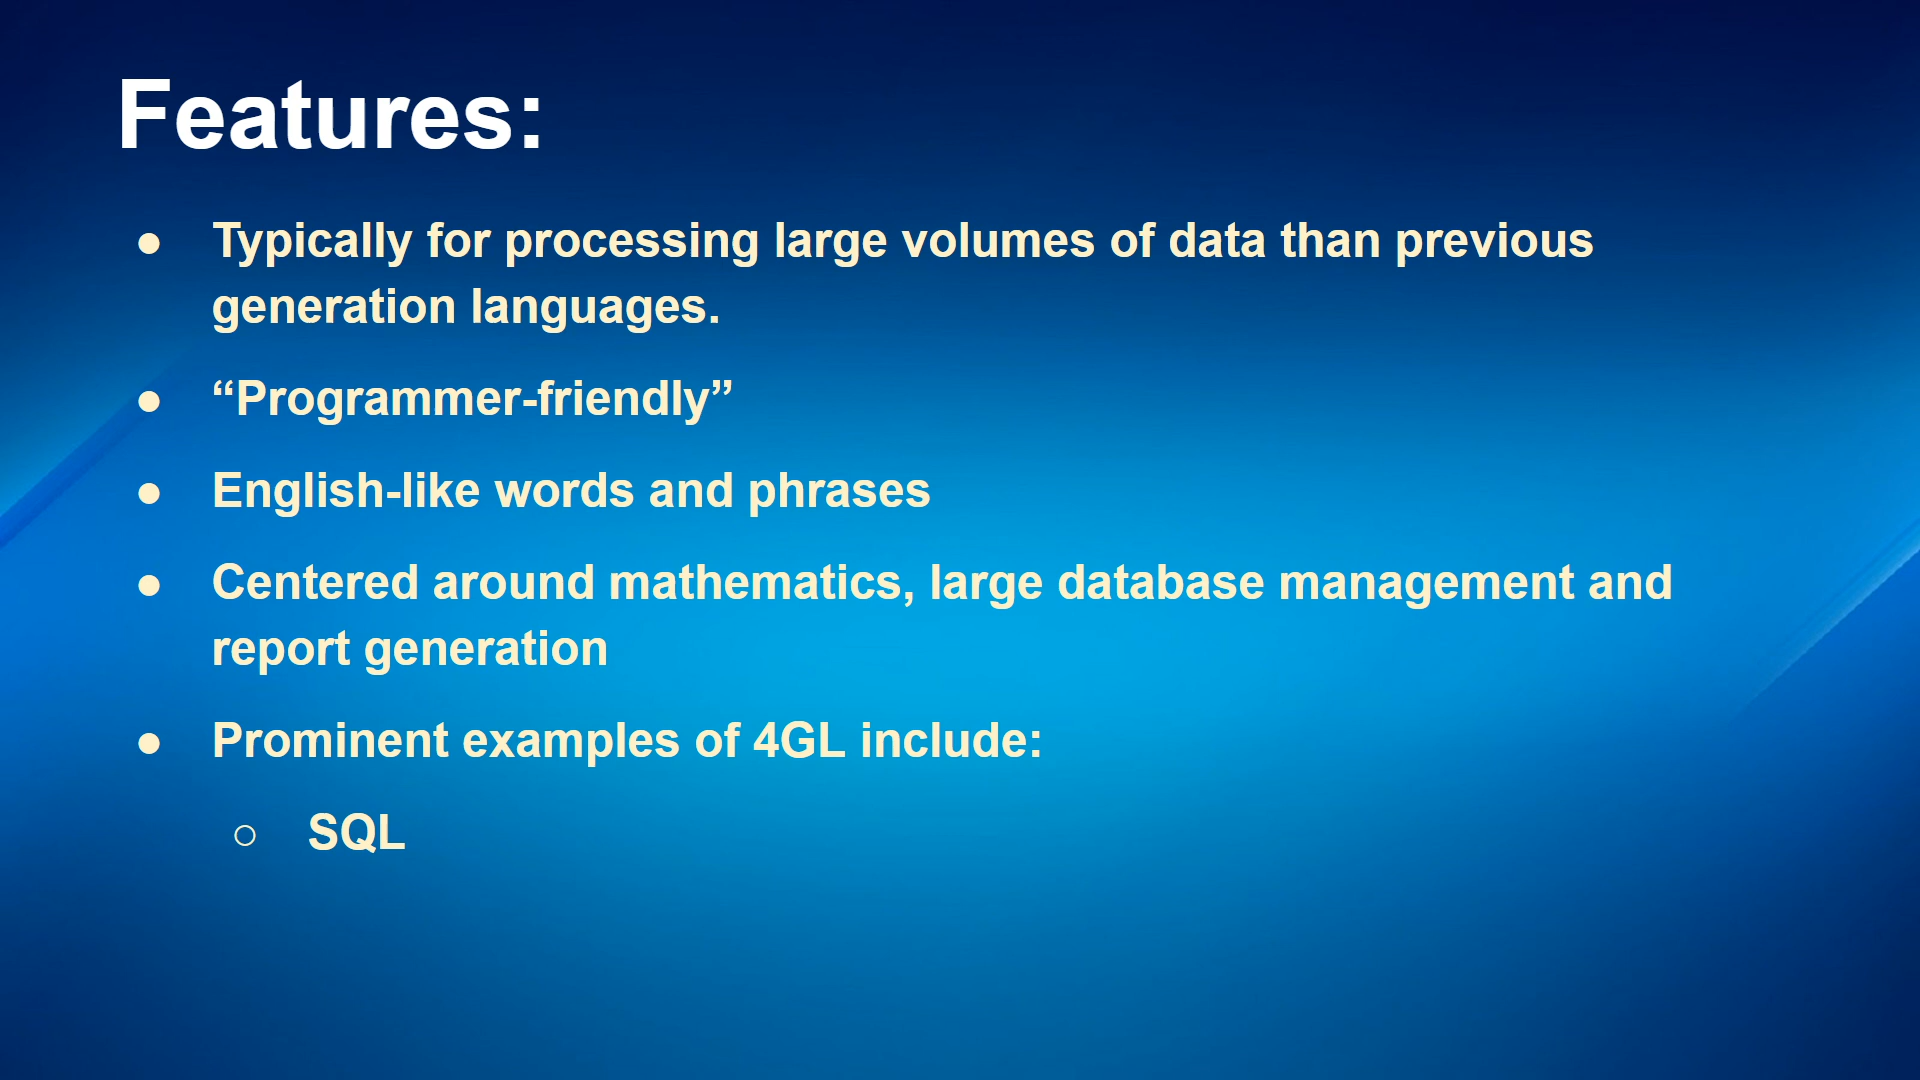 Features:
● Typically for processing large volumes of data than previous
generation languages.
● “Programmer-friendly”
● English-like words and phrases
● Centered around mathematics, large database management and
report generation
● Prominent examples of 4GL include:
○ SQL